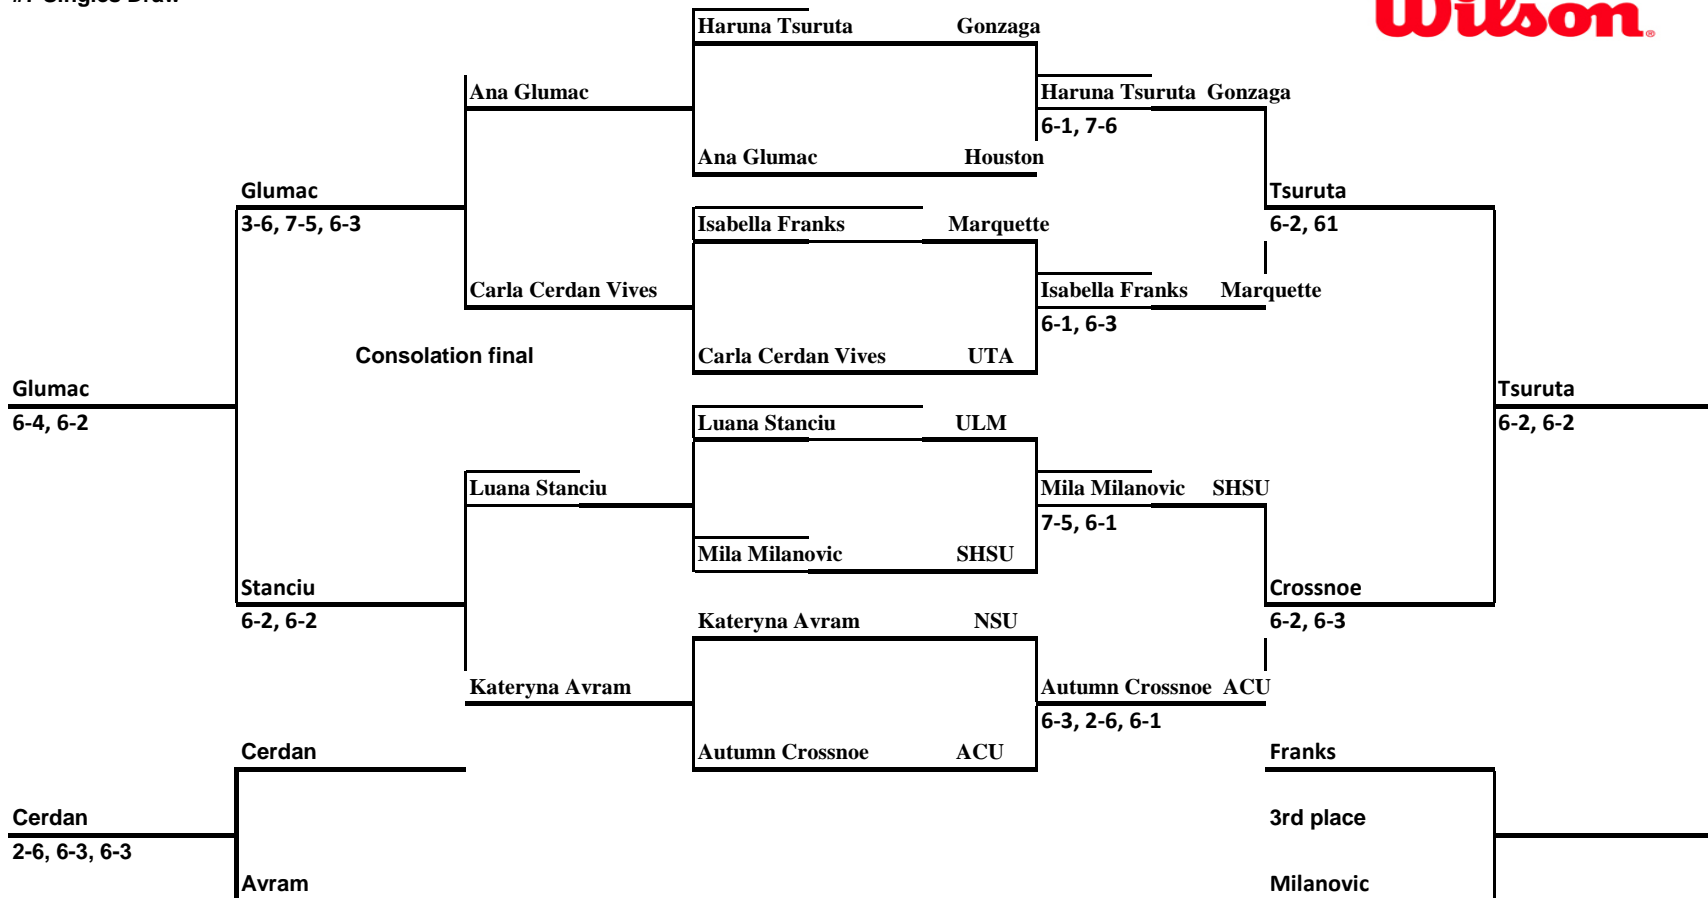 Wilson®
Haruna Tsuruta Gonzaga
Ana Glumac
Haruna Tsuruta Gonzaga
6-1, 7-6
Ana Glumac Houston
Glumac
Tsuruta
3-6, 7-5, 6-3
Isabella Franks Marquette
6-2, 61
Carla Cerdan Vives
Isabella Franks Marquette
6-1, 6-3
Consolation final
Carla Cerdan Vives UTA
Glumac
Tsuruta
6-4, 6-2
Luana Stanciu ULM
6-2, 6-2
Luana Stanciu
Mila Milanovic SHSU
7-5, 6-1
Mila Milanovic SHSU
Stanciu
Crossnoe
6-2, 6-2
Kateryna Avram NSU
6-2, 6-3
Kateryna Avram
Autumn Crossnoe ACU
6-3, 2-6, 6-1
Cerdan
Autumn Crossnoe ACU
Franks
Cerdan
3rd place
2-6, 6-3, 6-3
Avram
Milanovic